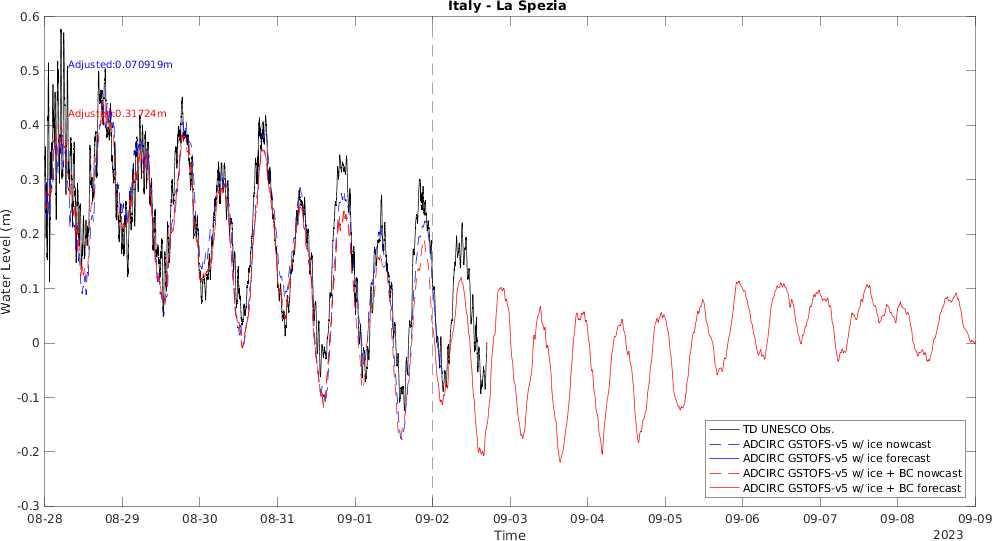 Italy - La Spezia
Water Level (m)
0.6
0.5
0.4
0.3
0.2
0.1
0
-0.1
-0.2
-0.3
Adjusted:0.070919m
Adjusted:0.31724m
TD UNESCO Obs.
ADCIRC GSTOFS-v5 w/ ice nowcast
ADCIRC GSTOFS-v5 w/ ice forecast
ADCIRC GSTOFS-v5 w/ ice + BC nowcast
ADCIRC GSTOFS-v5 w/ ice + BC forecast
08-28 08-29 08-30 08-31 09-01 09-02 09-03 09-04 09-05 09-06 09-07 09-08 09-09
Time
2023